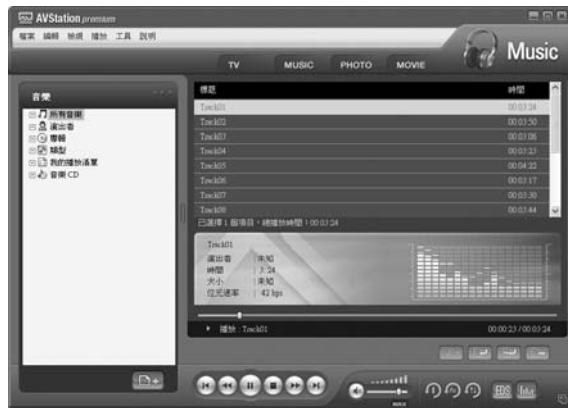 AVStation premium
檔案 編輯 檢視 播放 工具 說明
Music
TV MUSIC PHOTO MOVIE
音樂
所有音樂
演出者
專輯
類型
我的播放清單
音樂 CD
標題 時間
Track01 00:03:24
Track02 00:03:50
Track03 00:03:06
Track04 00:03:23
Track05 00:04:22
Track06 00:03:17
Track07 00:03:30
Track08 00:03:44
已選擇 1 個項目，總播放時間：00:03:24
Track01
演出者 | 未知
時間 | 3:24
大小 | 未知
位元速率 | 42 kbps
播放 : Track01 00:00:23 / 00:03:24
EDS